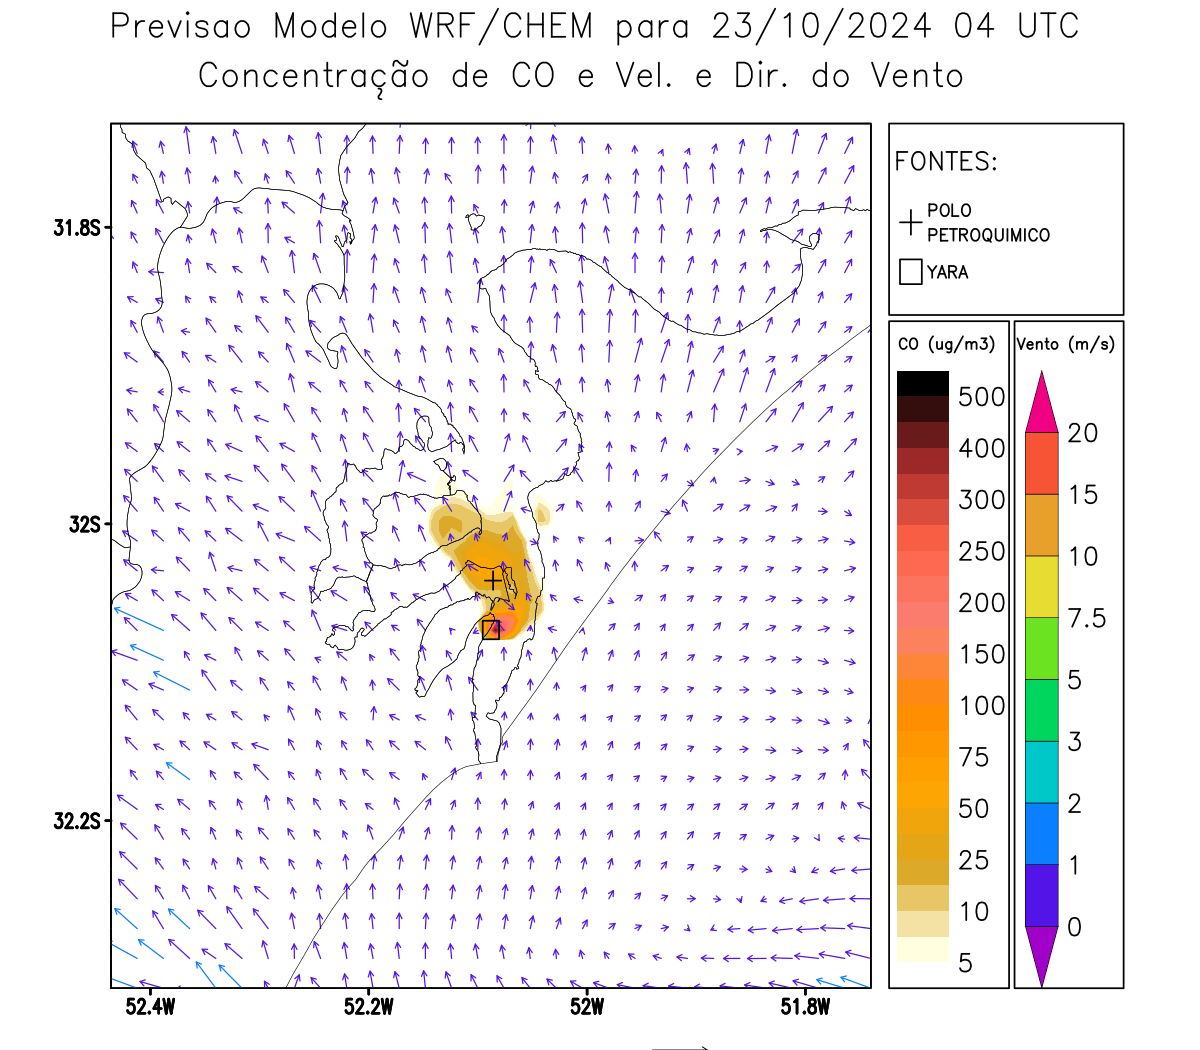 Previsao Modelo WRF/CHEM para 23/10/2024 04 UTC
Concentração de CO e Vel. e Dir. do Vento
FONTES:
POLO
PETROQUIMICO
YARA
CO (ug/m3)
500
400
300
250
200
150
100
75
50
25
10
5
Vento (m/s)
20
15
10
7.5
5
3
2
1
0
31.8S
32S
32.2S
52.4W
52.2W
52W
51.8W